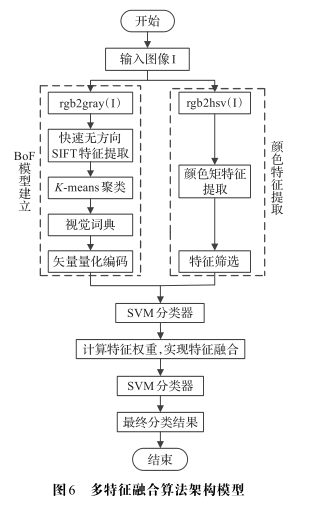 开始
输入图像I
rgb2gray(I)
rgb2hsv(I)
快速无方向
SIFT特征提取
颜色矩特征
提取
K-means聚类
视觉词典
矢量量化编码
特征筛选
BoF
模型建立
颜色特征提取
SVM分类器
计算特征权重,实现特征融合
SVM分类器
最终分类结果
结束
图6 多特征融合算法架构模型